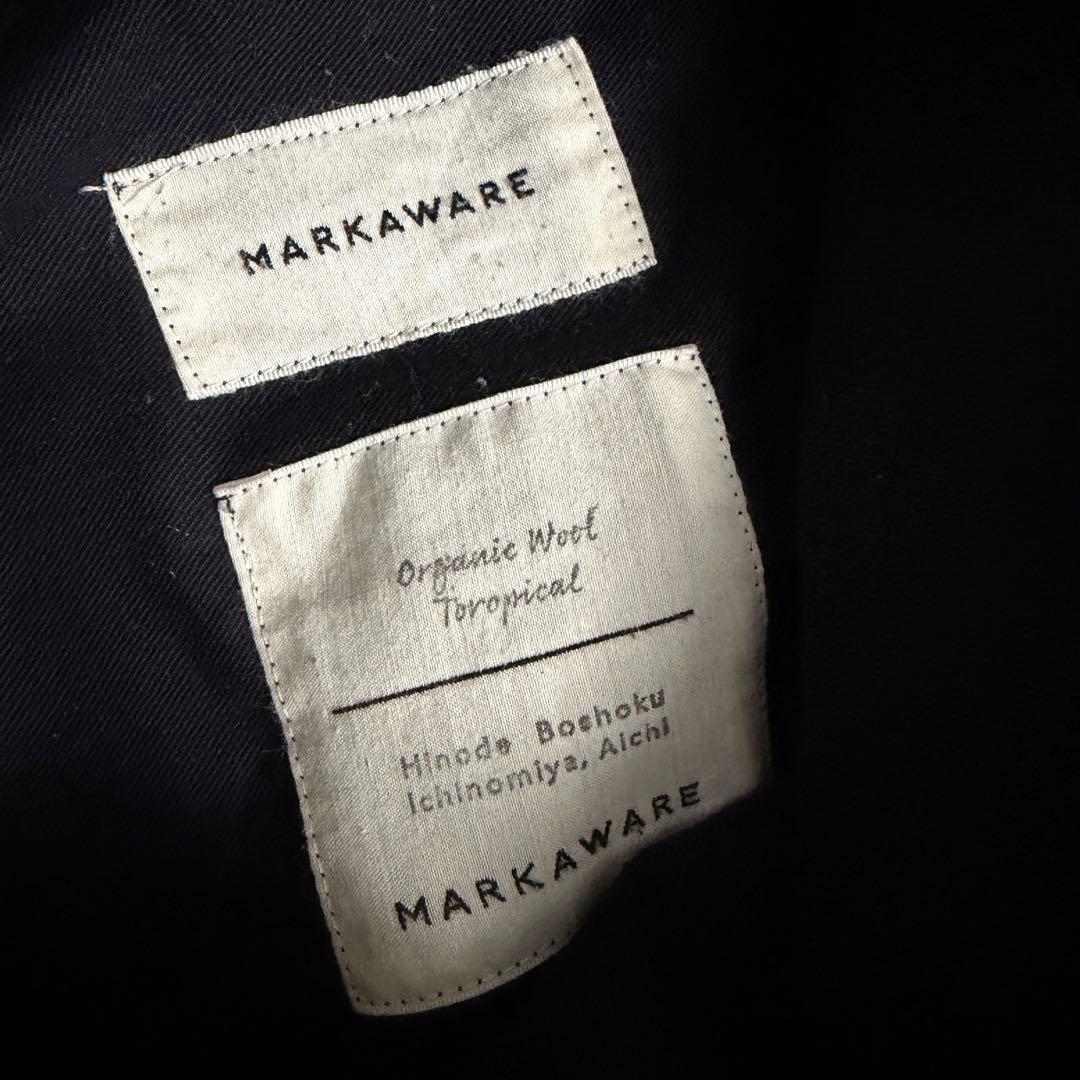 MARKAWARE
Organic Wool
Toropical
Hinode Boshoku
Ichinomiya, Aichi
MARKAWARE